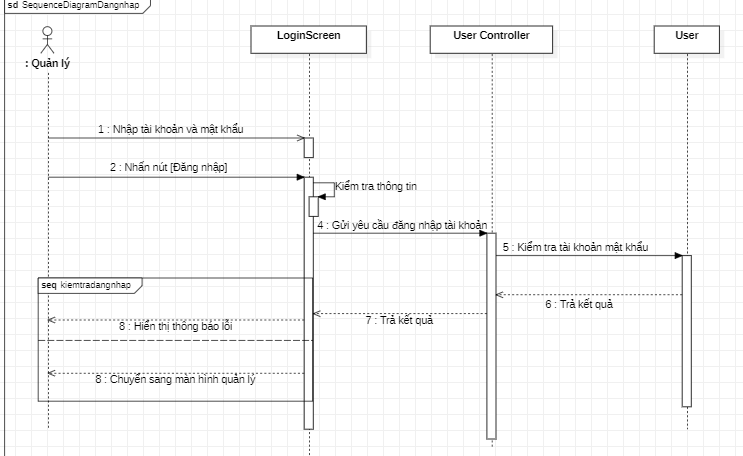 sd SequenceDiagramDangnhap
LoginScreen
User Controller
User
: Quản lý
1 : Nhập tài khoản và mật khẩu
2 : Nhấn nút [Đăng nhập]
Kiểm tra thông tin
4 : Gửi yêu cầu đăng nhập tài khoản
5 : Kiểm tra tài khoản mật khẩu
seq kiemtradangnhap
6 : Trả kết quả
7 : Trả kết quả
8 : Hiển thị thông báo lỗi
8 : Chuyển sang màn hình quản lý